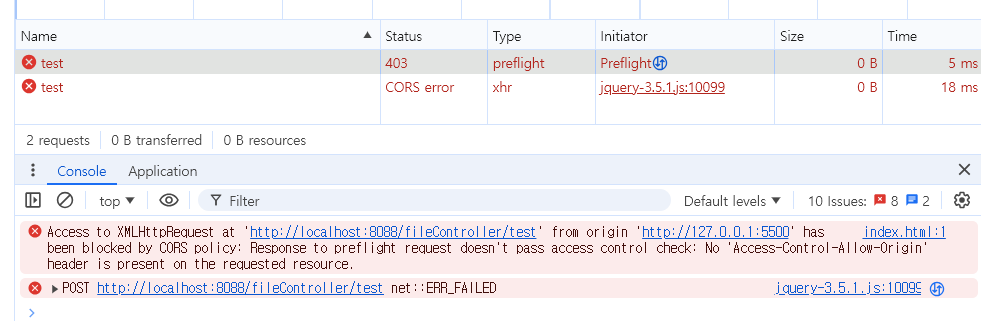 Name Status Type Initiator Size Time
test 403 preflight Preflight 0 B 5 ms
test CORS error xhr jquery-3.5.1.js:10099 0 B 18 ms
2 requests 0 B transferred 0 B resources
Console Application
top Filter Default levels 10 Issues: 8 2
Access to XMLHttpRequest at 'http://localhost:8088/fileController/test' from origin 'http://127.0.0.1:5500' has index.html:1
been blocked by CORS policy: Response to preflight request doesn't pass access control check: No 'Access-Control-Allow-Origin'
header is present on the requested resource.
POST http://localhost:8088/fileController/test net::ERR_FAILED jquery-3.5.1.js:10099